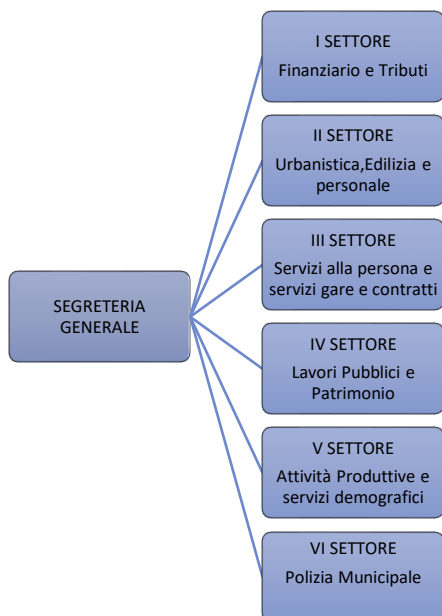 I SETTORE
Finanziario e Tributi
II SETTORE
Urbanistica,Edilizia e
personale
III SETTORE
Servizi alla persona e
servizi gare e contratti
SEGRETERIA
GENERALE
IV SETTORE
Lavori Pubblici e
Patrimonio
V SETTORE
Attività Produttive e
servizi demografici
VI SETTORE
Polizia Municipale